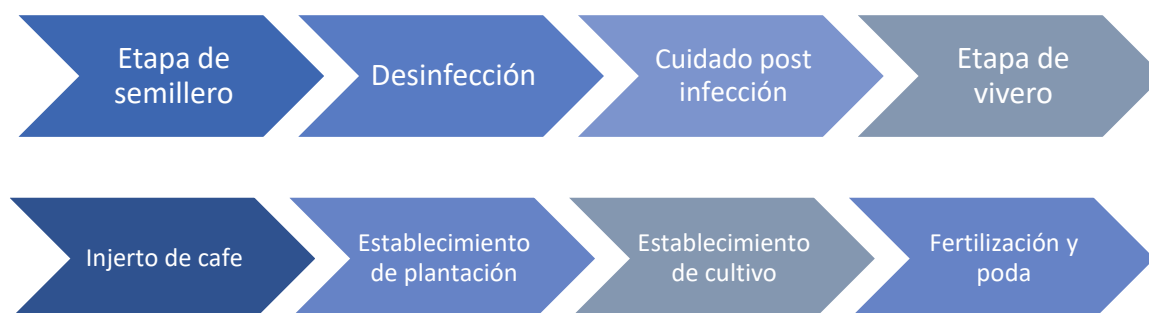 Etapa de
semillero
Desinfección
Cuidado post
infección
Etapa de
vivero
Injerto de cafe
Establecimiento
de plantación
Establecimiento
de cultivo
Fertilización y
poda